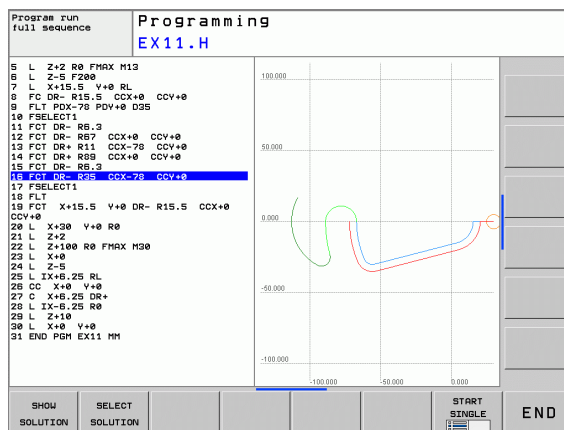 Program run
full sequence
Programming
EX11.H
5 L Z+2 R0 FMAX M13
6 L Z-5 F200
7 L X+15.5 Y+0 RL
8 FC DR- R15.5 CCX+0 CCY+0
9 FLT PDX-78 PDY+0 D35
10 FSELECT1
11 FCT DR- R6.3
12 FCT DR- R67 CCX+0 CCY+0
13 FCT DR+ R11 CCX-78 CCY+0
14 FCT DR+ R89 CCX+0 CCY+0
15 FCT DR- R6.3
16 FCT DR- R35 CCX-78 CCY+0
17 FSELECT1
18 FLT
19 FCT X+15.5 Y+0 DR- R15.5 CCX+0
CCY+0
20 L X+30 Y+0 R0
21 L Z+2
22 L Z+100 R0 FMAX M30
23 L X+0
24 L Z-5
25 L IX+6.25 RL
26 CC X+0 Y+0
27 C X+6.25 DR+
28 L IX-6.25 R0
29 L Z+10
30 L X+0 Y+0
31 END PGM EX11 MM
100.000
50.000
0.000
-50.000
-100.000
-100.000
-50.000
0.000
SHOW
SOLUTION
SELECT
SOLUTION
START
SINGLE
END